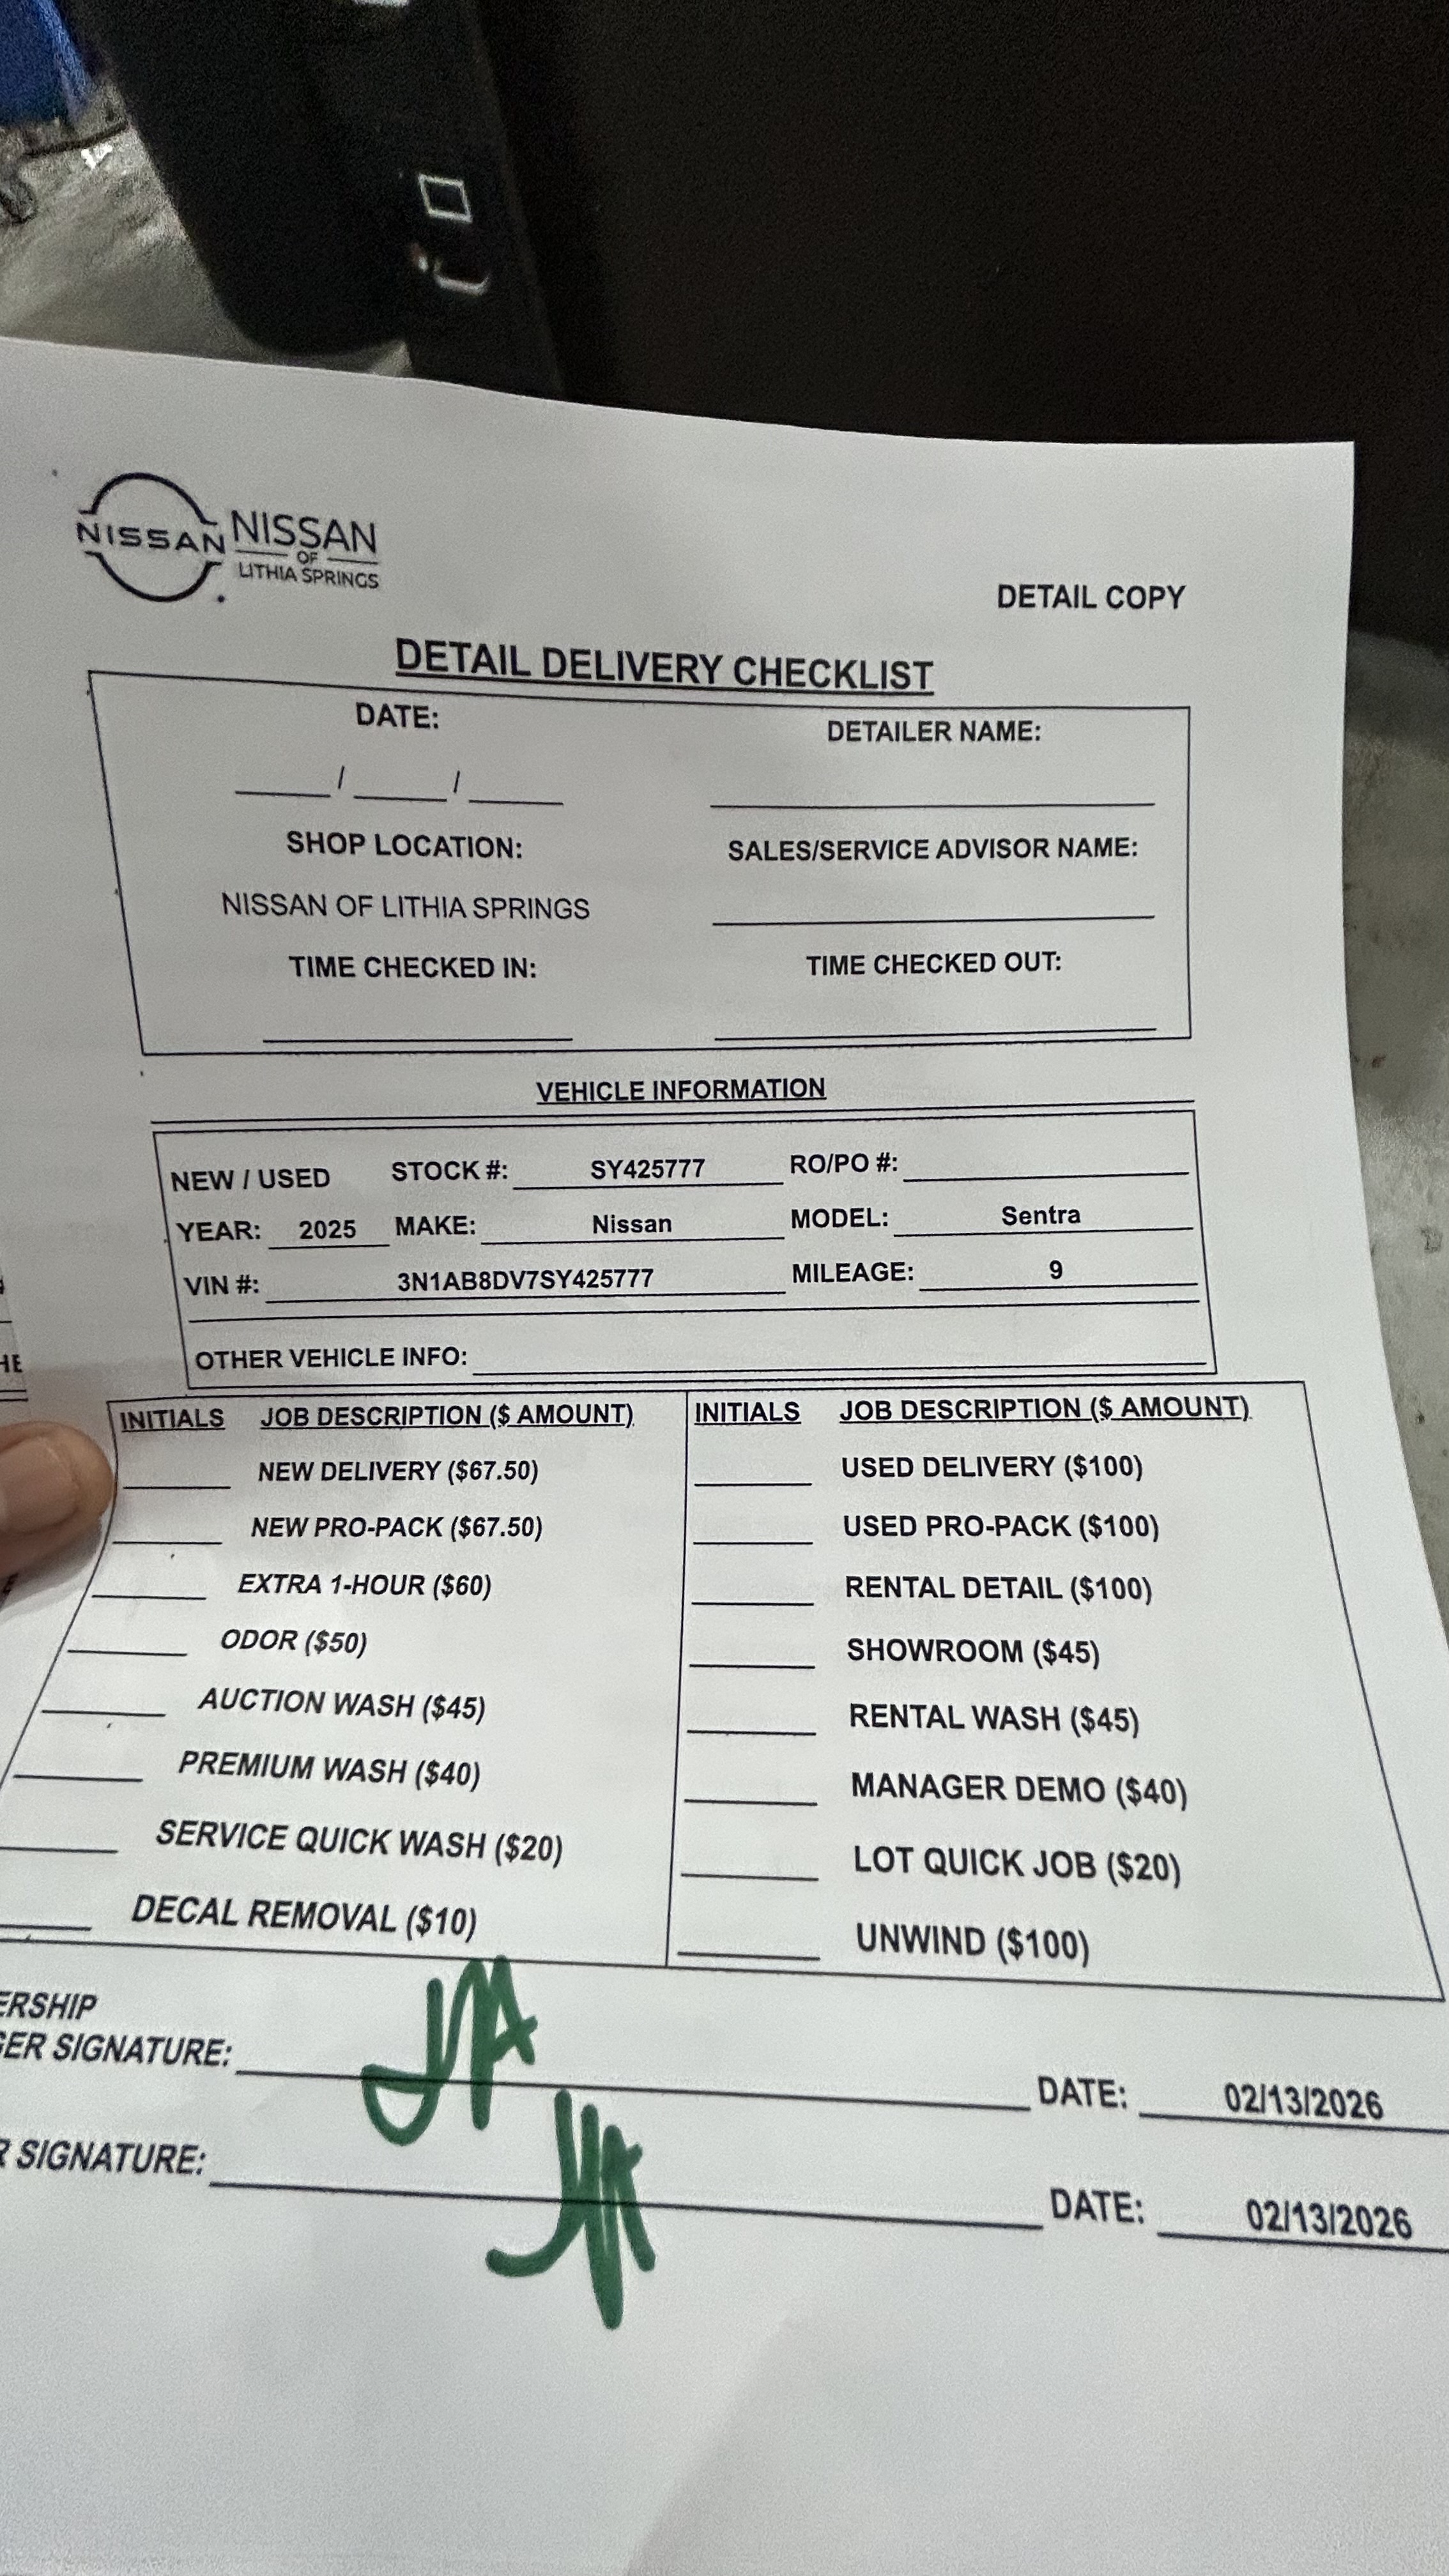 NISSAN NISSAN
OF
LITHIA SPRINGS
DETAIL COPY
DETAIL DELIVERY CHECKLIST
DATE: DETAILER NAME:
____ / ____ / ____
SHOP LOCATION: SALES/SERVICE ADVISOR NAME:
NISSAN OF LITHIA SPRINGS
TIME CHECKED IN: TIME CHECKED OUT:
VEHICLE INFORMATION
NEW / USED STOCK #: SY425777 RO/PO #:
YEAR: 2025 MAKE: Nissan MODEL: Sentra
VIN #: 3N1AB8DV7SY425777 MILEAGE: 9
OTHER VEHICLE INFO:
INITIALS JOB DESCRIPTION ($ AMOUNT) INITIALS JOB DESCRIPTION ($ AMOUNT)
NEW DELIVERY ($67.50) USED DELIVERY ($100)
NEW PRO-PACK ($67.50) USED PRO-PACK ($100)
EXTRA 1-HOUR ($60) RENTAL DETAIL ($100)
ODOR ($50) SHOWROOM ($45)
AUCTION WASH ($45) RENTAL WASH ($45)
PREMIUM WASH ($40) MANAGER DEMO ($40)
SERVICE QUICK WASH ($20) LOT QUICK JOB ($20)
DECAL REMOVAL ($10) UNWIND ($100)
ERSHIP
GER SIGNATURE: DATE: 02/13/2026
R SIGNATURE: DATE: 02/13/2026